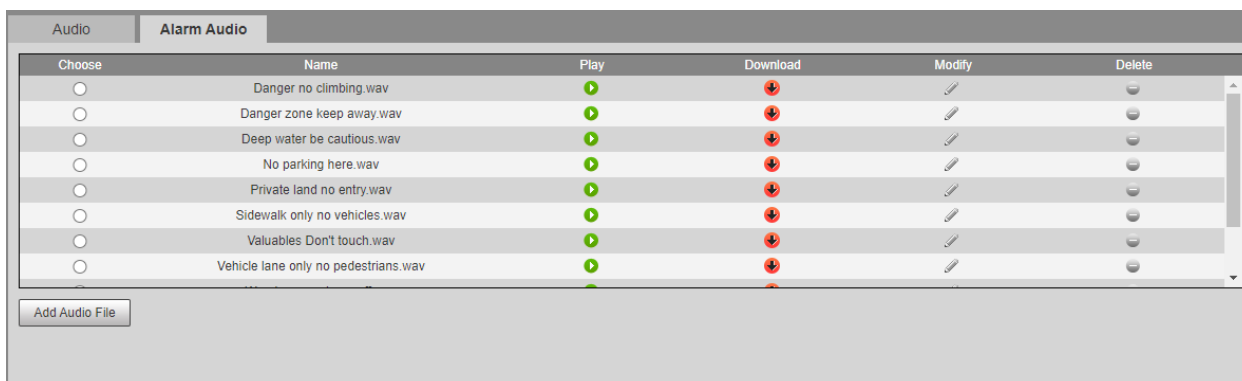 Audio Alarm Audio
Choose Name Play Download Modify Delete
Danger no climbing.wav
Danger zone keep away.wav
Deep water be cautious.wav
No parking here.wav
Private land no entry.wav
Sidewalk only no vehicles.wav
Valuables Don't touch.wav
Vehicle lane only no pedestrians.wav
Add Audio File